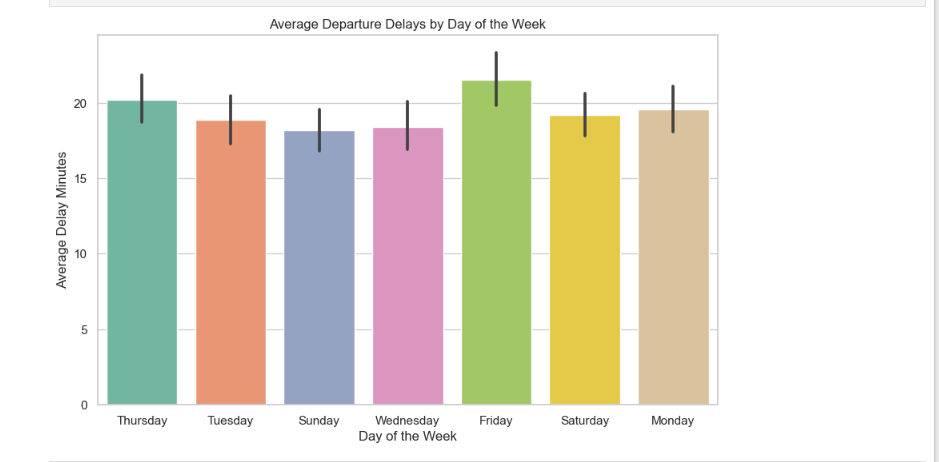 Average Departure Delays by Day of the Week
20
15
10
5
0
Average Delay Minutes
Thursday Tuesday Sunday Wednesday Friday Saturday Monday
Day of the Week